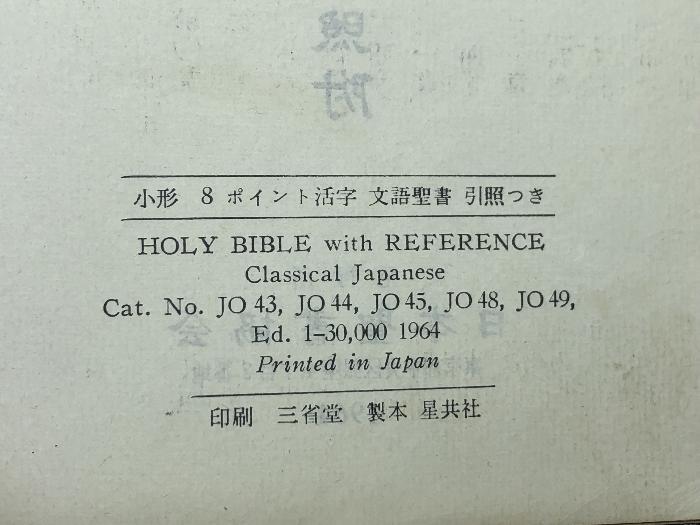 小形 8 ポイント活字 文語聖書 引照つき
HOLY BIBLE with REFERENCE
Classical Japanese
Cat. No. JO 43, JO 44, JO 45, JO 48, JO 49,
Ed. 1–30,000 1964
Printed in Japan
印刷 三省堂 製本 星共社